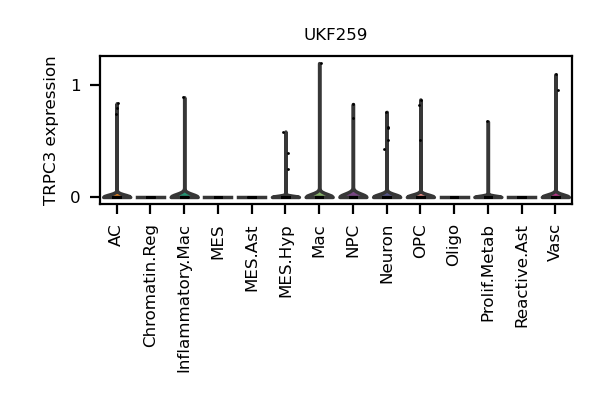 UKF259
TRPC3 expression
1
0
AC
Chromatin.Reg
Inflammatory.Mac
MES
MES.Ast
MES.Hyp
Mac
NPC
Neuron
OPC
Oligo
Prolif.Metab
Reactive.Ast
Vasc